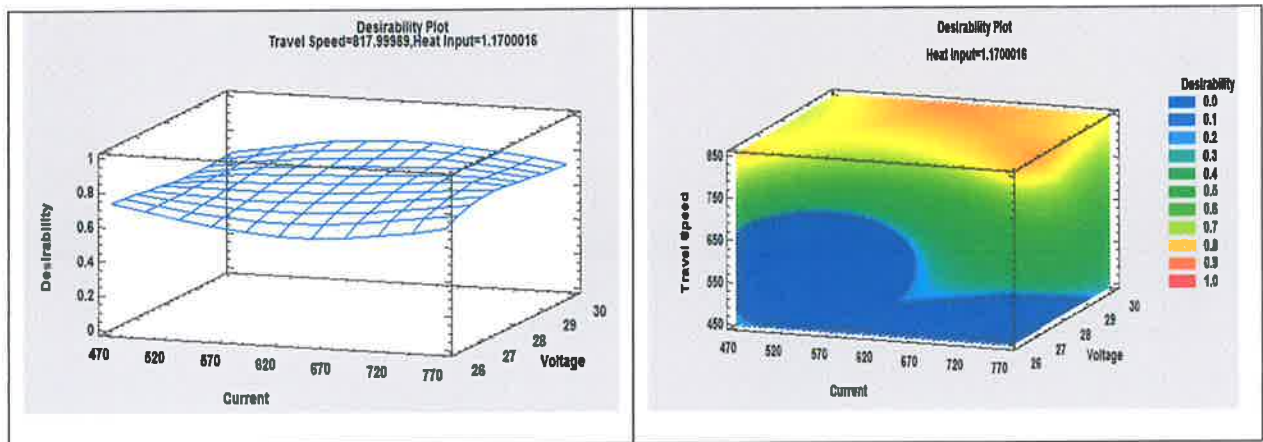 Desirability Plot
Travel Speed=817.99989,Heat Input=1.1700016
Desirability
1
0.8
0.6
0.4
0.2
0
470 520 570 620 670 720 770
Current
26 27 28 29 30
Voltage
Desirability Plot
Heat Input=1.1700016
Desirability
0.0
0.1
0.2
0.3
0.4
0.5
0.6
0.7
0.8
0.9
1.0
Travel Speed
850
750
650
550
450
470 520 570 620 670 720 770
Current
26 27 28 29 30
Voltage